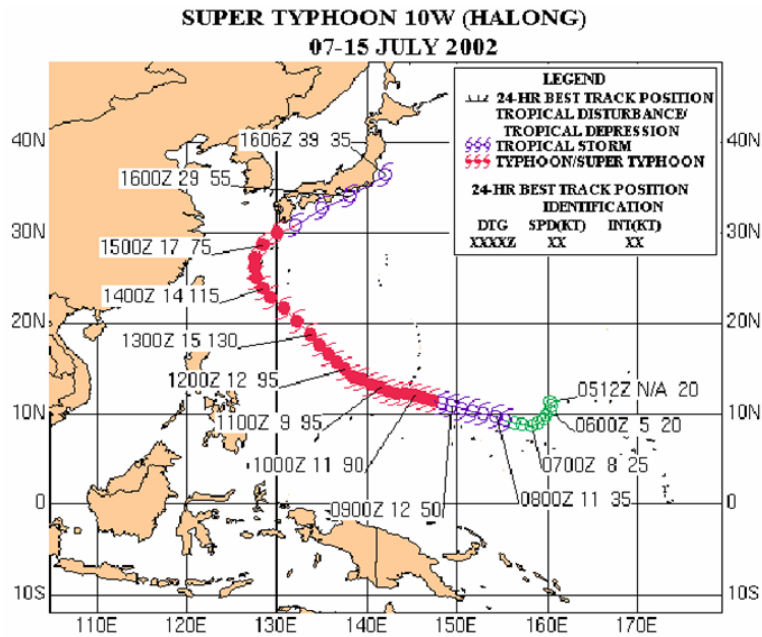 SUPER TYPHOON 10W (HALONG)
07-15 JULY 2002
LEGEND
24-HR BEST TRACK POSITION
TROPICAL DISTURBANCE/
TROPICAL DEPRESSION
TROPICAL STORM
TYPHOON/SUPER TYPHOON
24-HR BEST TRACK POSITION
IDENTIFICATION
DTG SPD(KT) INT(KT)
XXXXZ XX XX
40N 40N
1606Z 39 35
1600Z 29 55
30N 30N
1500Z 17 75
1400Z 14 115
20N 20N
1300Z 15 130
1200Z 12 95
0512Z N/A 20
10N 10N
1100Z 9 95
0600Z 5 20
1000Z 11 90
0700Z 8 25
0 0
0900Z 12 50
0800Z 11 35
10S 10S
110E 120E 130E 140E 150E 160E 170E